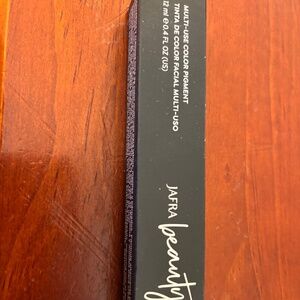 MULTI-USE COLOR PIGMENT
TINTA DE COLOR FACIAL MULTI-USO
12 ml e 0.4 FL OZ (US)
JAFRA beauty